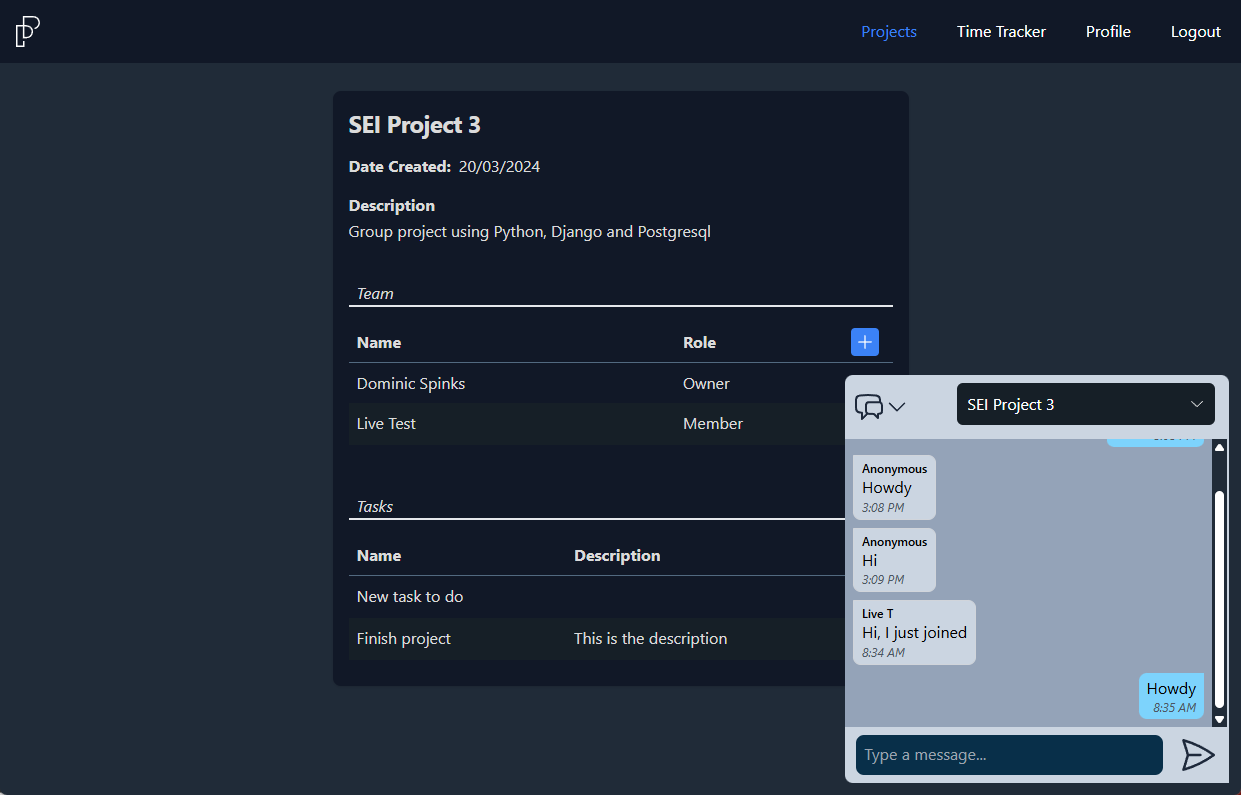 Projects Time Tracker Profile Logout
SEI Project 3
Date Created: 20/03/2024
Description
Group project using Python, Django and Postgresql
Team
Name Role
Dominic Spinks Owner
Live Test Member
Tasks
Name Description
New task to do
Finish project This is the description
SEI Project 3
Anonymous
Howdy
3:08 PM
Anonymous
Hi
3:09 PM
Live T
Hi, I just joined
8:34 AM
Howdy
8:35 AM
Type a message...